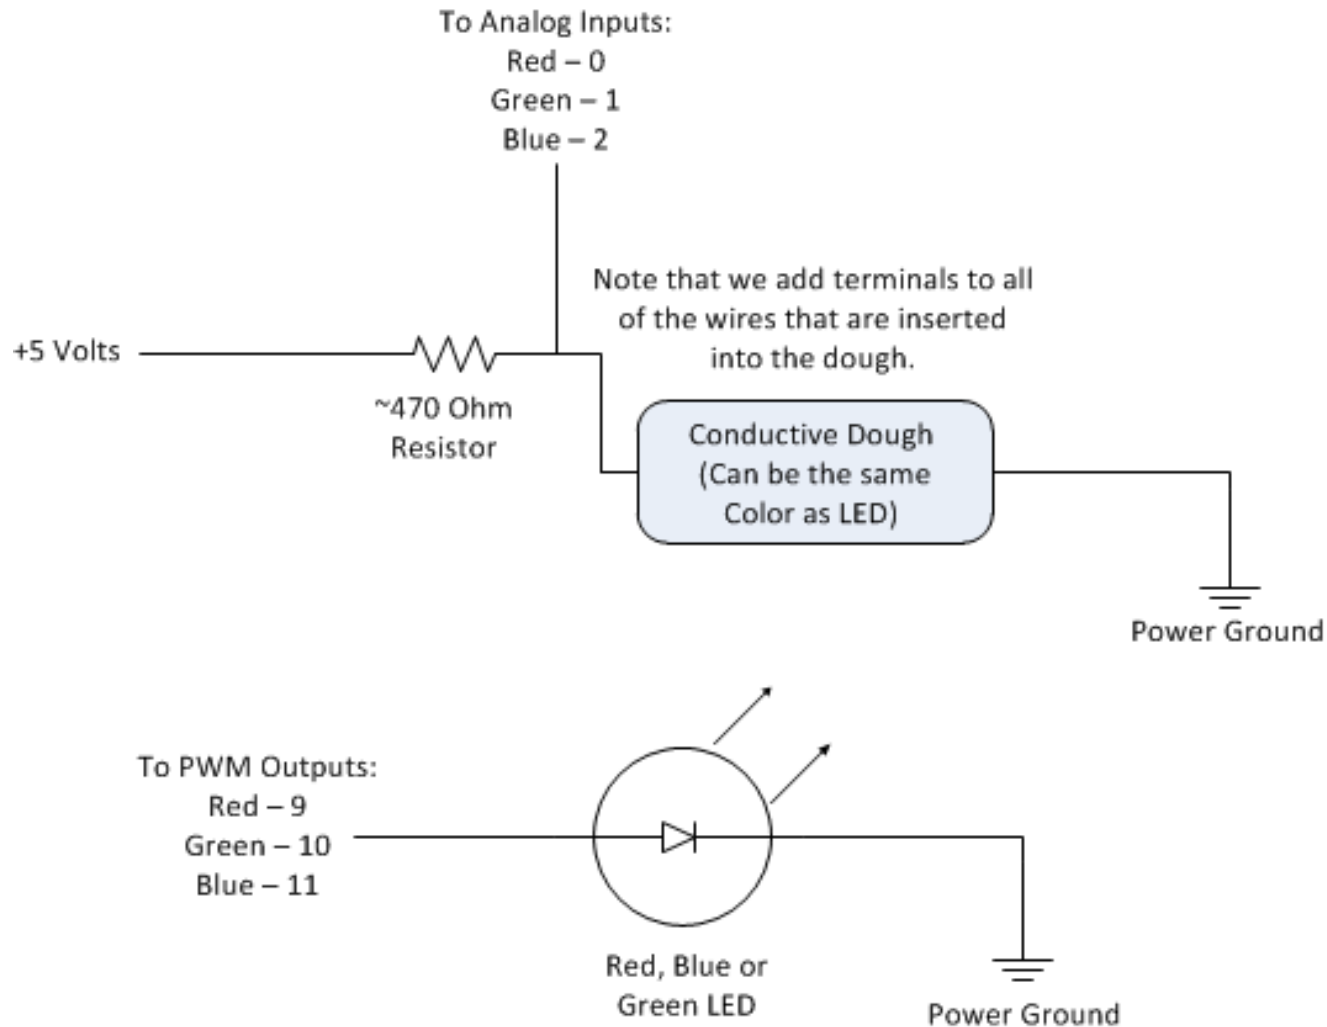 To Analog Inputs:
Red – 0
Green – 1
Blue – 2
Note that we add terminals to all
of the wires that are inserted
into the dough.
+5 Volts
~470 Ohm
Resistor
Conductive Dough
(Can be the same
Color as LED)
Power Ground
To PWM Outputs:
Red – 9
Green – 10
Blue – 11
Red, Blue or
Green LED
Power Ground